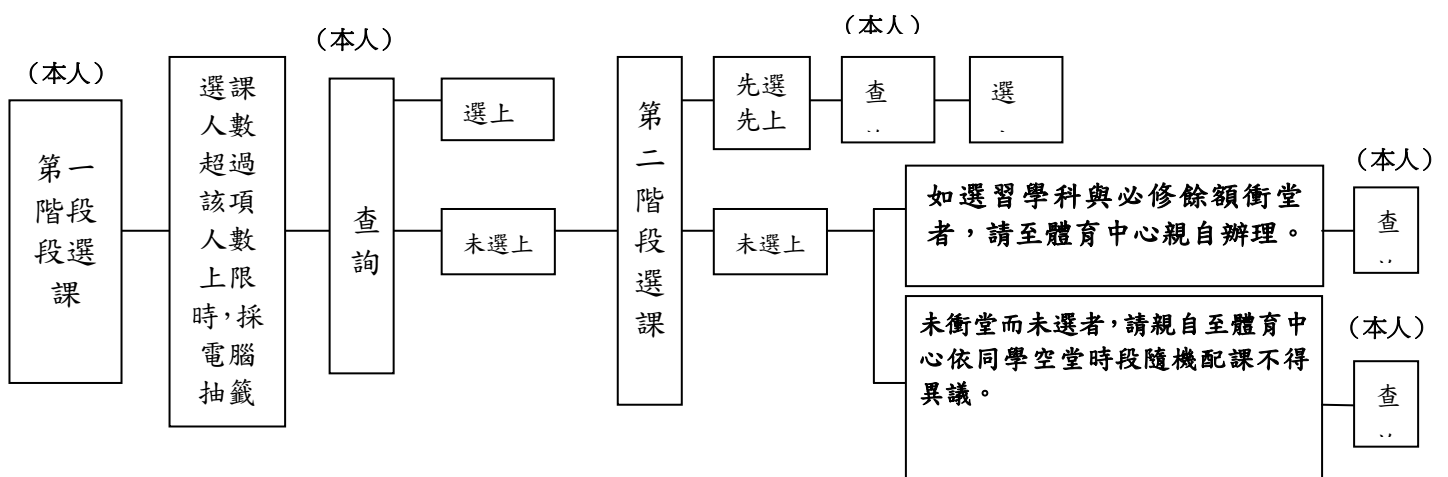 （本人）
第一
階段
段選
課
選課
人數
超過
該項
人數
上限
時，採
電腦
抽籤
（本人）
查
詢
選上
未選上
第
二
階
段
選
課
先選
先上
（本人）
查
選
未選上
如選習學科與必修餘額衝堂
者，請至體育中心親自辦理。
（本人）
查
未衝堂而未選者，請親自至體育中
心依同學空堂時段隨機配課不得
異議。
（本人）
查